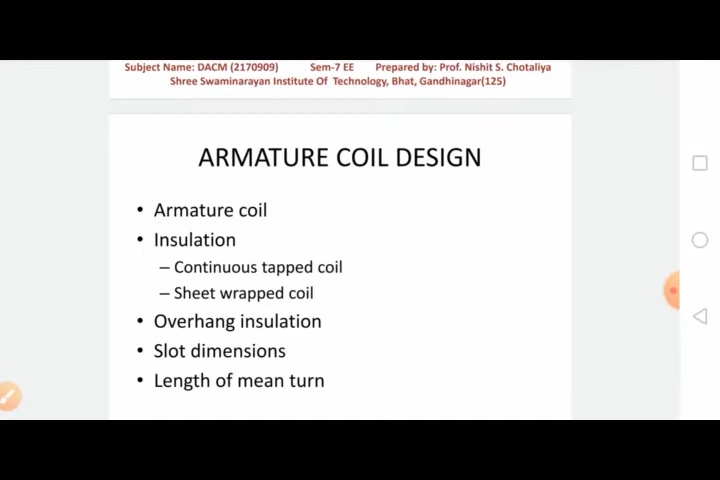 Subject Name: DACM (2170909) Sem-7 EE Prepared by: Prof. Nishit S. Chotaliya
Shree Swaminarayan Institute Of Technology, Bhat, Gandhinagar(125)
ARMATURE COIL DESIGN
• Armature coil
• Insulation
– Continuous tapped coil
– Sheet wrapped coil
• Overhang insulation
• Slot dimensions
• Length of mean turn